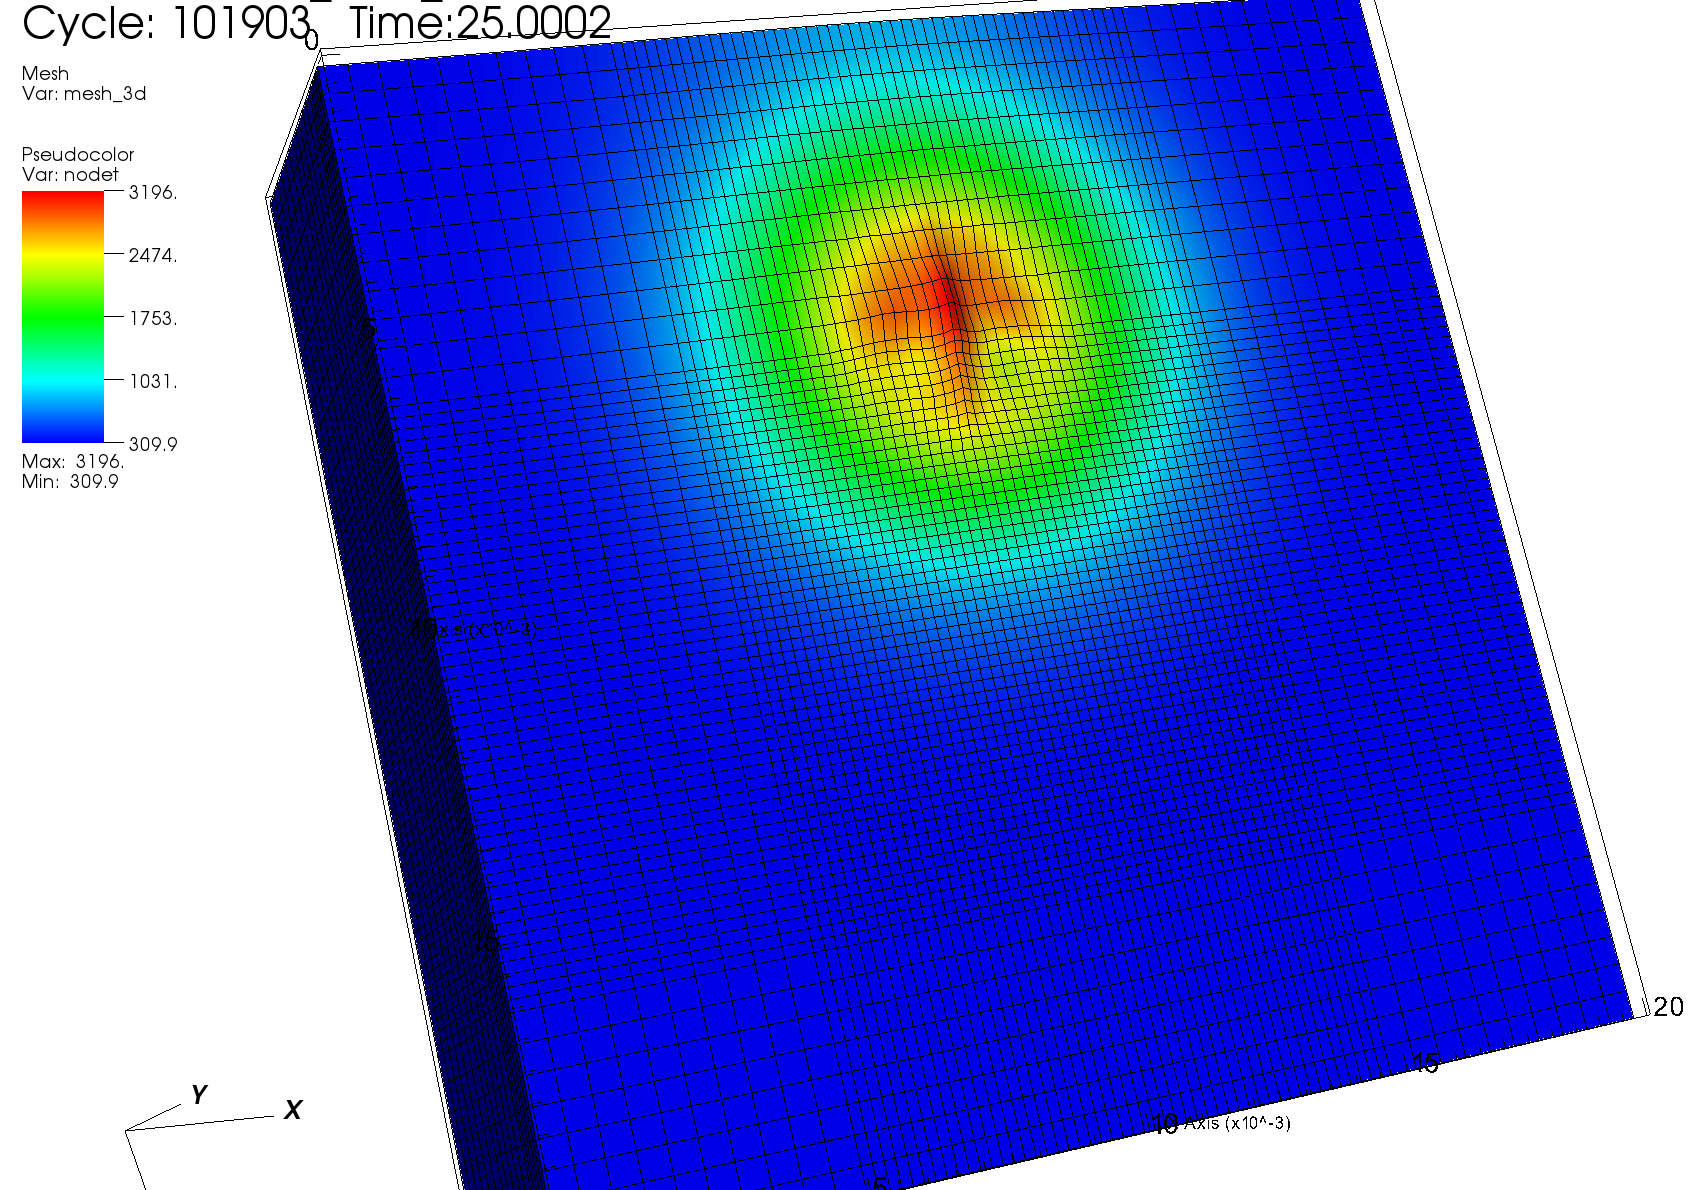 Cycle: 101903 Time:25.0002
0
Mesh
Var: mesh_3d
Pseudocolor
Var: nodet
3196.
2474.
1753.
1031.
309.9
Max: 3196.
Min: 309.9
20
15
10 Axis (x10^-3)
5
Y
X